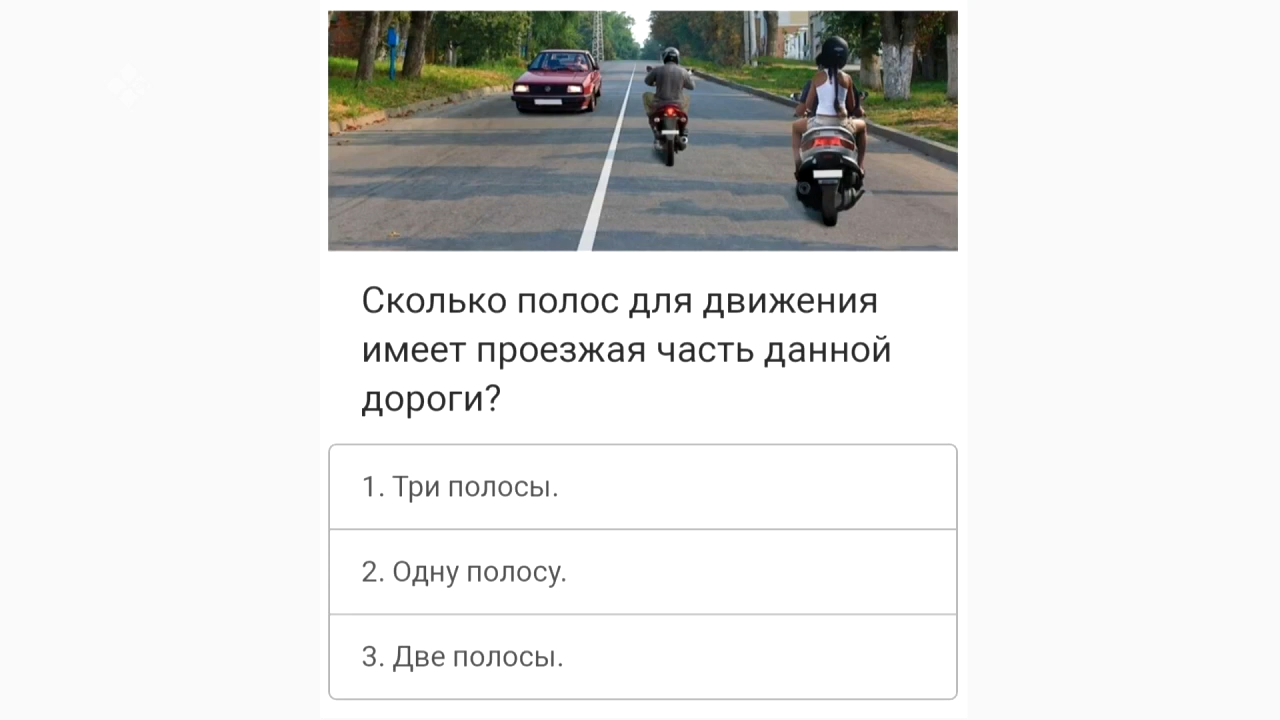 Сколько полос для движения
имеет проезжая часть данной
дороги?
1. Три полосы.
2. Одну полосу.
3. Две полосы.